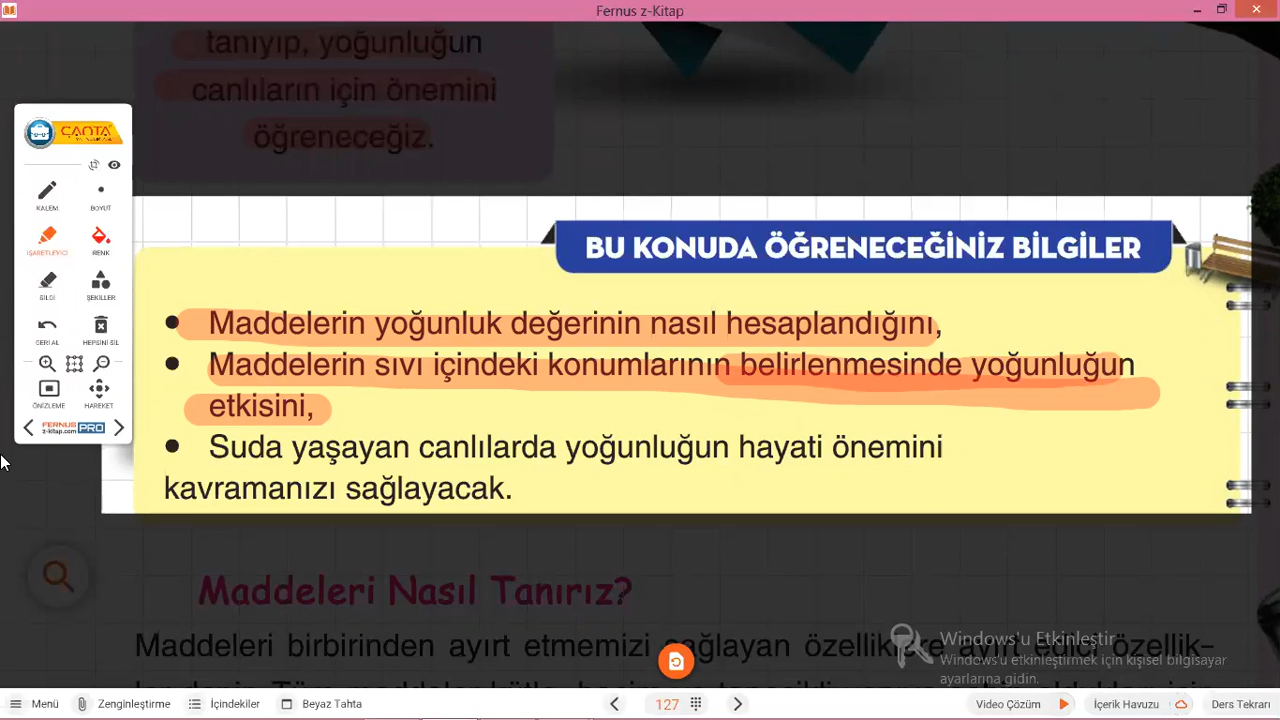 Fernus z-Kitap
tanıyıp, yoğunluğun
canlıların için önemini
öğreneceğiz.
ÇANTA
KALEM
BOYUT
İŞARETLEYİCİ
RENK
SİLGİ
ŞEKİLLER
GERİ AL
HEPSİNİ SİL
ÖNİZLEME
HAREKET
FERNUS
z-kitap.com PRO
BU KONUDA ÖĞRENECEĞİNİZ BİLGİLER
• Maddelerin yoğunluk değerinin nasıl hesaplandığını,
• Maddelerin sıvı içindeki konumlarının belirlenmesinde yoğunluğun
etkisini,
• Suda yaşayan canlılarda yoğunluğun hayati önemini
kavramanızı sağlayacak.
Maddeleri Nasıl Tanırız?
Maddeleri birbirinden ayırt etmemizi sağlayan özelliklere ayırt edici özellik-
Windows'u Etkinleştir
Windows'u etkinleştirmek için kişisel bilgisayar
ayarlarına gidin.
Menü
Zenginleştirme
İçindekiler
Beyaz Tahta
127
Video Çözüm
İçerik Havuzu
Ders Tekrarı